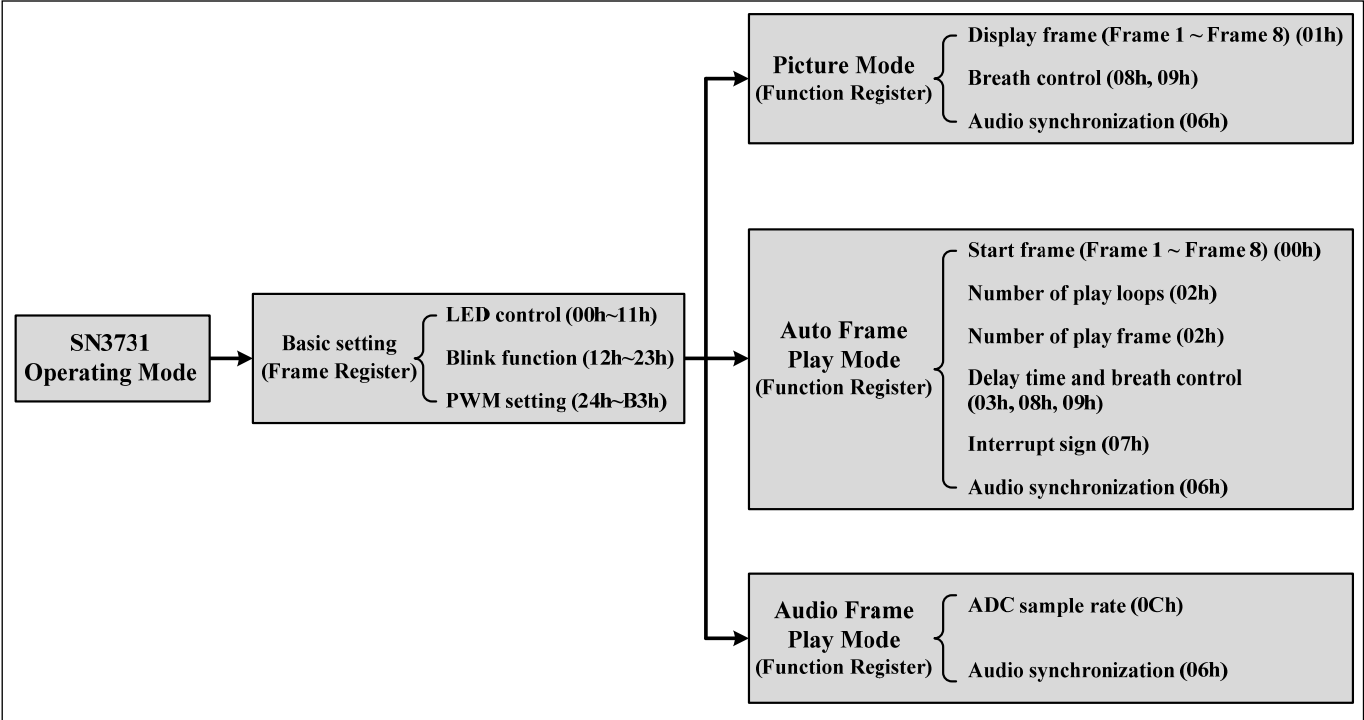 SN3731
Operating Mode
Basic setting
(Frame Register)
LED control (00h~11h)
Blink function (12h~23h)
PWM setting (24h~B3h)
Picture Mode
(Function Register)
Display frame (Frame 1 ~ Frame 8) (01h)
Breath control (08h, 09h)
Audio synchronization (06h)
Auto Frame
Play Mode
(Function Register)
Start frame (Frame 1 ~ Frame 8) (00h)
Number of play loops (02h)
Number of play frame (02h)
Delay time and breath control
(03h, 08h, 09h)
Interrupt sign (07h)
Audio synchronization (06h)
Audio Frame
Play Mode
(Function Register)
ADC sample rate (0Ch)
Audio synchronization (06h)